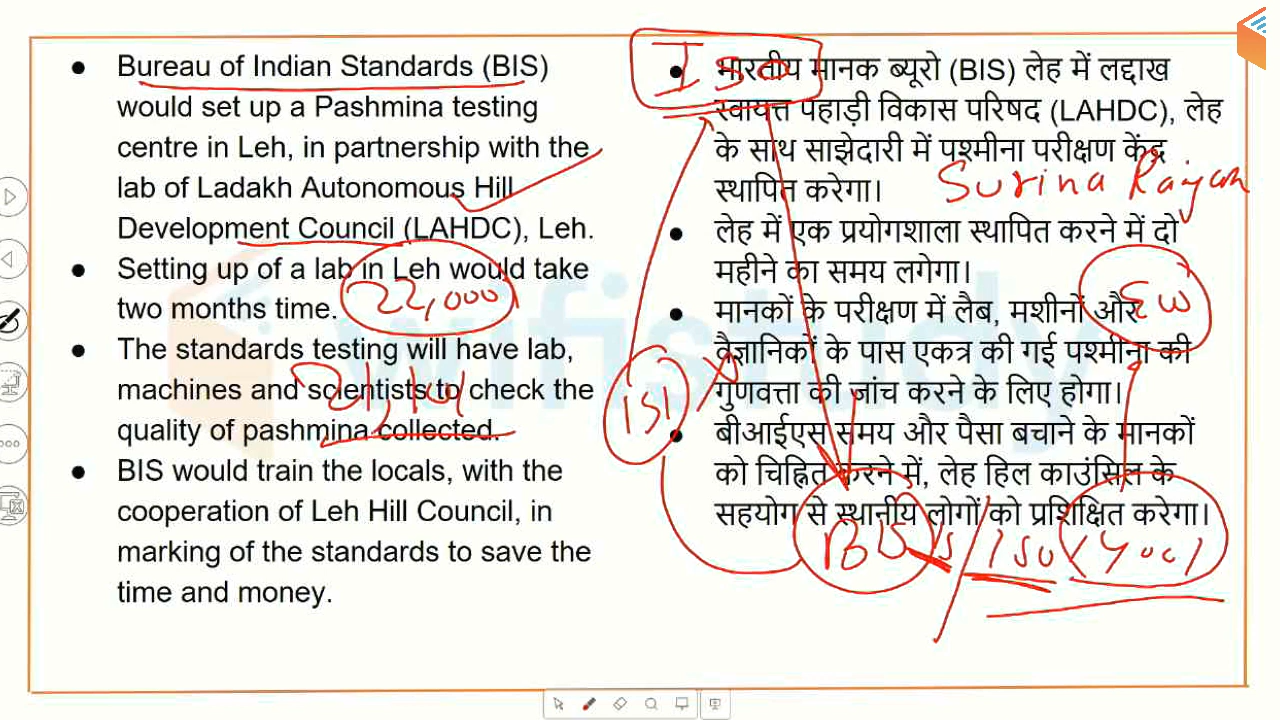 ● Bureau of Indian Standards (BIS)
would set up a Pashmina testing
centre in Leh, in partnership with the
lab of Ladakh Autonomous Hill
Development Council (LAHDC), Leh.
● Setting up of a lab in Leh would take
two months time.
● The standards testing will have lab,
machines and scientists to check the
quality of pashmina collected.
● BIS would train the locals, with the
cooperation of Leh Hill Council, in
marking of the standards to save the
time and money.
● भारतीय मानक ब्यूरो (BIS) लेह में लद्दाख
स्वायत्त पहाड़ी विकास परिषद (LAHDC), लेह
के साथ साझेदारी में पश्मीना परीक्षण केंद्र
स्थापित करेगा।
● लेह में एक प्रयोगशाला स्थापित करने में दो
महीने का समय लगेगा।
● मानकों के परीक्षण में लैब, मशीनों और
वैज्ञानिकों के पास एकत्र की गई पश्मीना की
गुणवत्ता की जांच करने के लिए होगा।
● बीआईएस समय और पैसा बचाने के मानकों
को चिह्नित करने में, लेह हिल काउंसिल के
सहयोग से स्थानीय लोगों को प्रशिक्षित करेगा।
ISO
Surina Rajan
22,000
ISI
BIS
IS/ISO
wifistudy